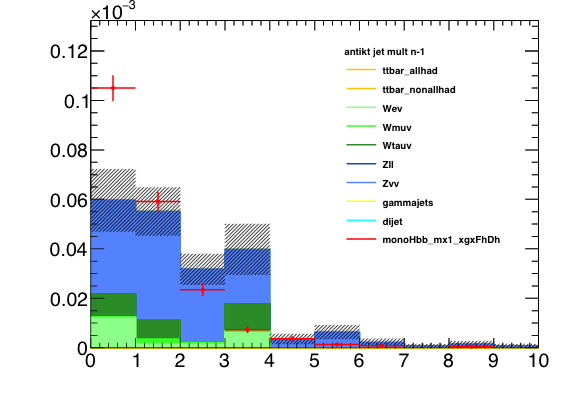 ×10⁻³
0.12
0.1
0.08
0.06
0.04
0.02
0
0 1 2 3 4 5 6 7 8 9 10
antikt jet mult n-1
ttbar_allhad
ttbar_nonallhad
Wev
Wmuv
Wtauv
Zll
Zvv
gammajets
dijet
monoHbb_mx1_xgxFhDh